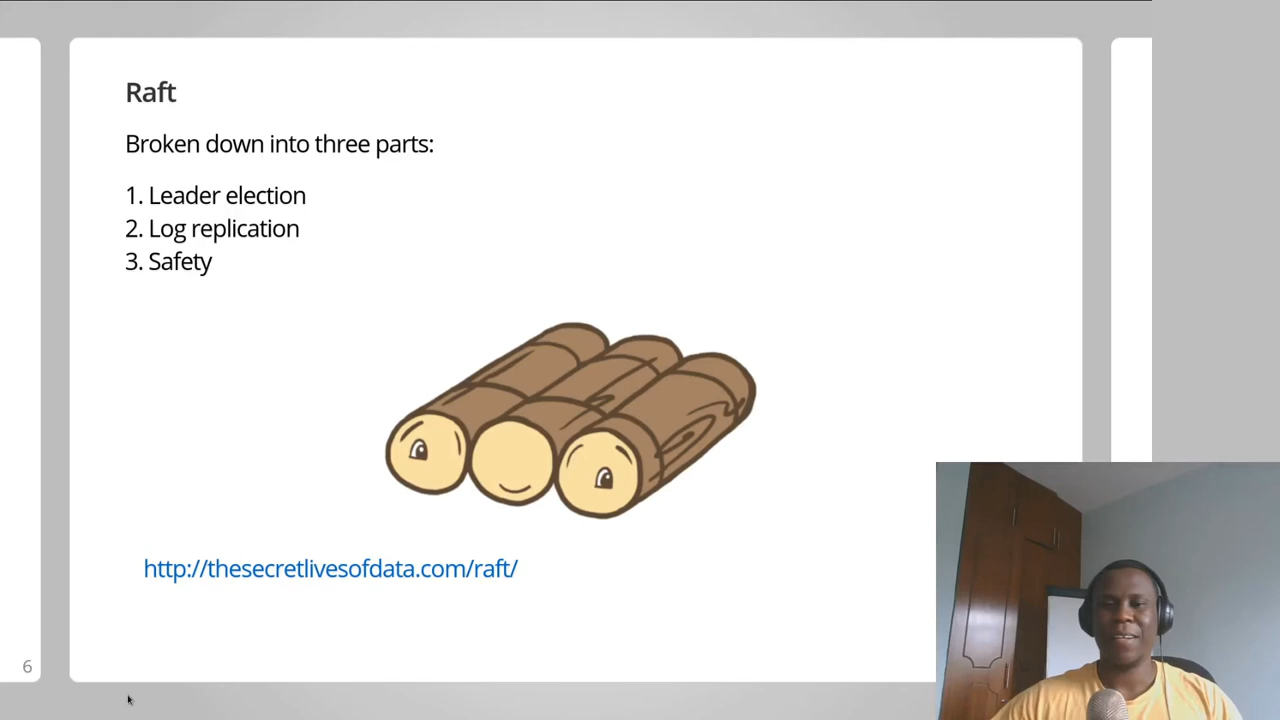 Raft
Broken down into three parts:
1. Leader election
2. Log replication
3. Safety
http://thesecretlivesofdata.com/raft/
6